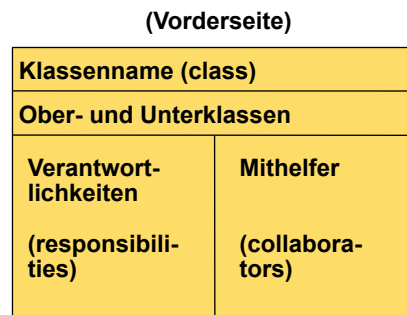 (Vorderseite)
Klassenname (class)
Ober- und Unterklassen
Verantwort-
lichkeiten
(responsibili-
ties)
Mithelfer
(collabora-
tors)